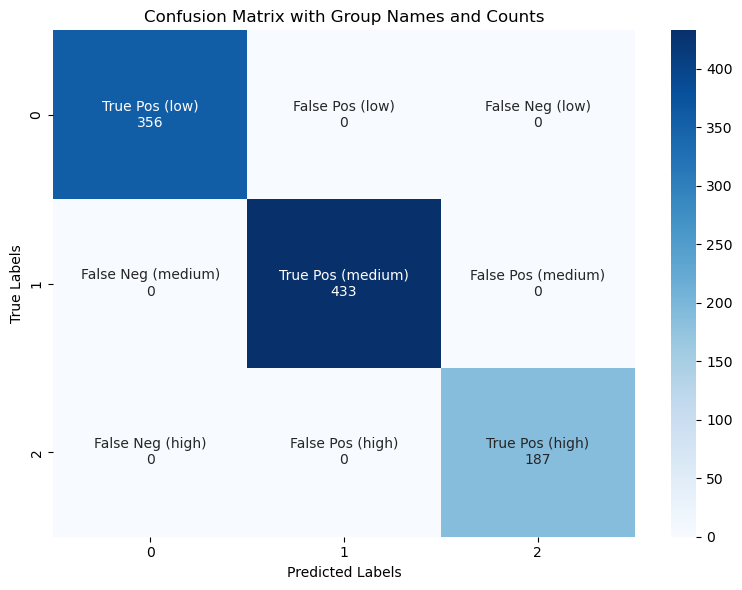 Confusion Matrix with Group Names and Counts
True Pos (low)
356
False Pos (low)
0
False Neg (low)
0
False Neg (medium)
0
True Pos (medium)
433
False Pos (medium)
0
False Neg (high)
0
False Pos (high)
0
True Pos (high)
187
0
1
2
True Labels
0
1
2
Predicted Labels
400
350
300
250
200
150
100
50
0